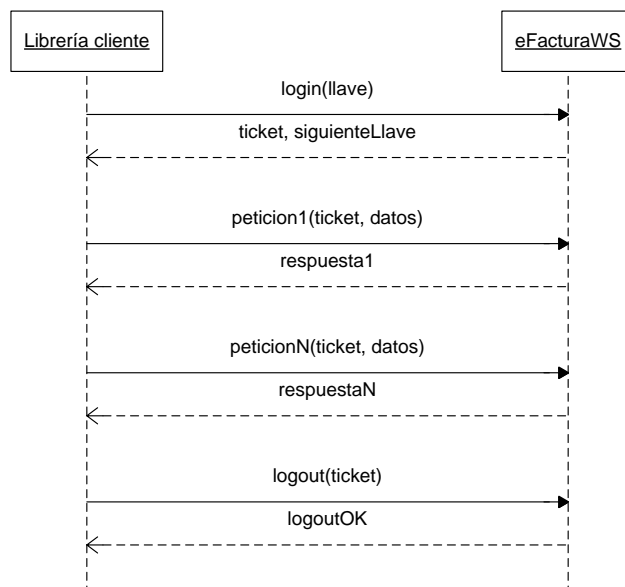 Librería cliente
eFacturaWS
login(llave)
ticket, siguienteLlave
peticion1(ticket, datos)
respuesta1
peticionN(ticket, datos)
respuestaN
logout(ticket)
logoutOK